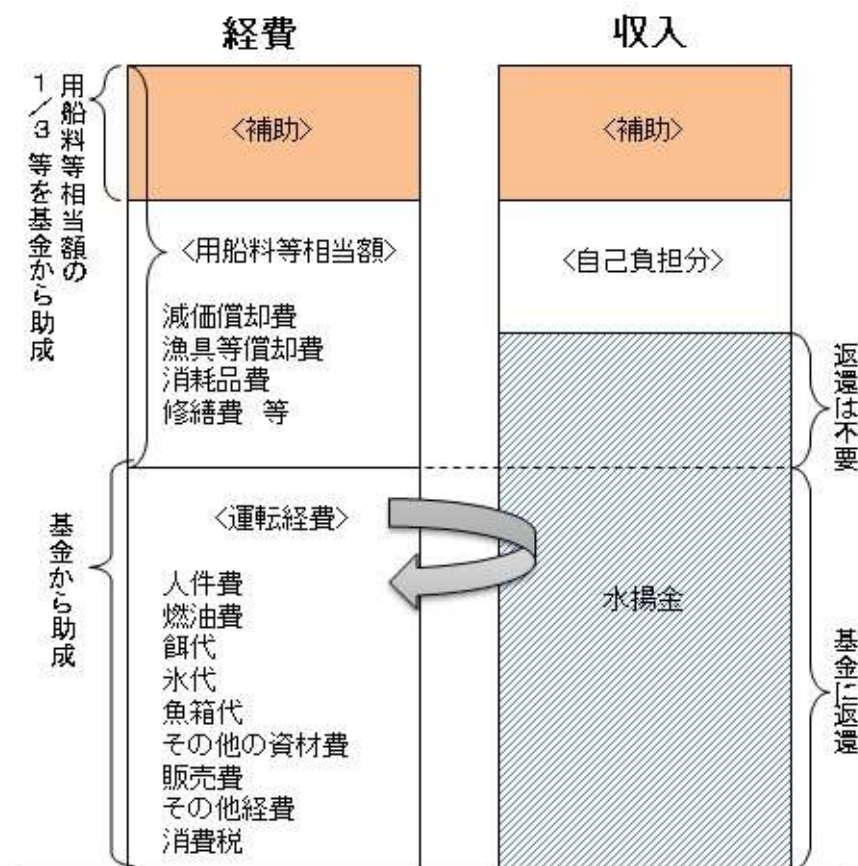 経費
収入
用船料等相当額の
1/3等を基金から助成
<補助>
<用船料等相当額>
減価償却費
漁具等償却費
消耗品費
修繕費 等
基金から助成
<運転経費>
人件費
燃油費
餌代
氷代
魚箱代
その他の資材費
販売費
その他経費
消費税
<補助>
<自己負担分>
水揚金
返還は不要
基金に返還